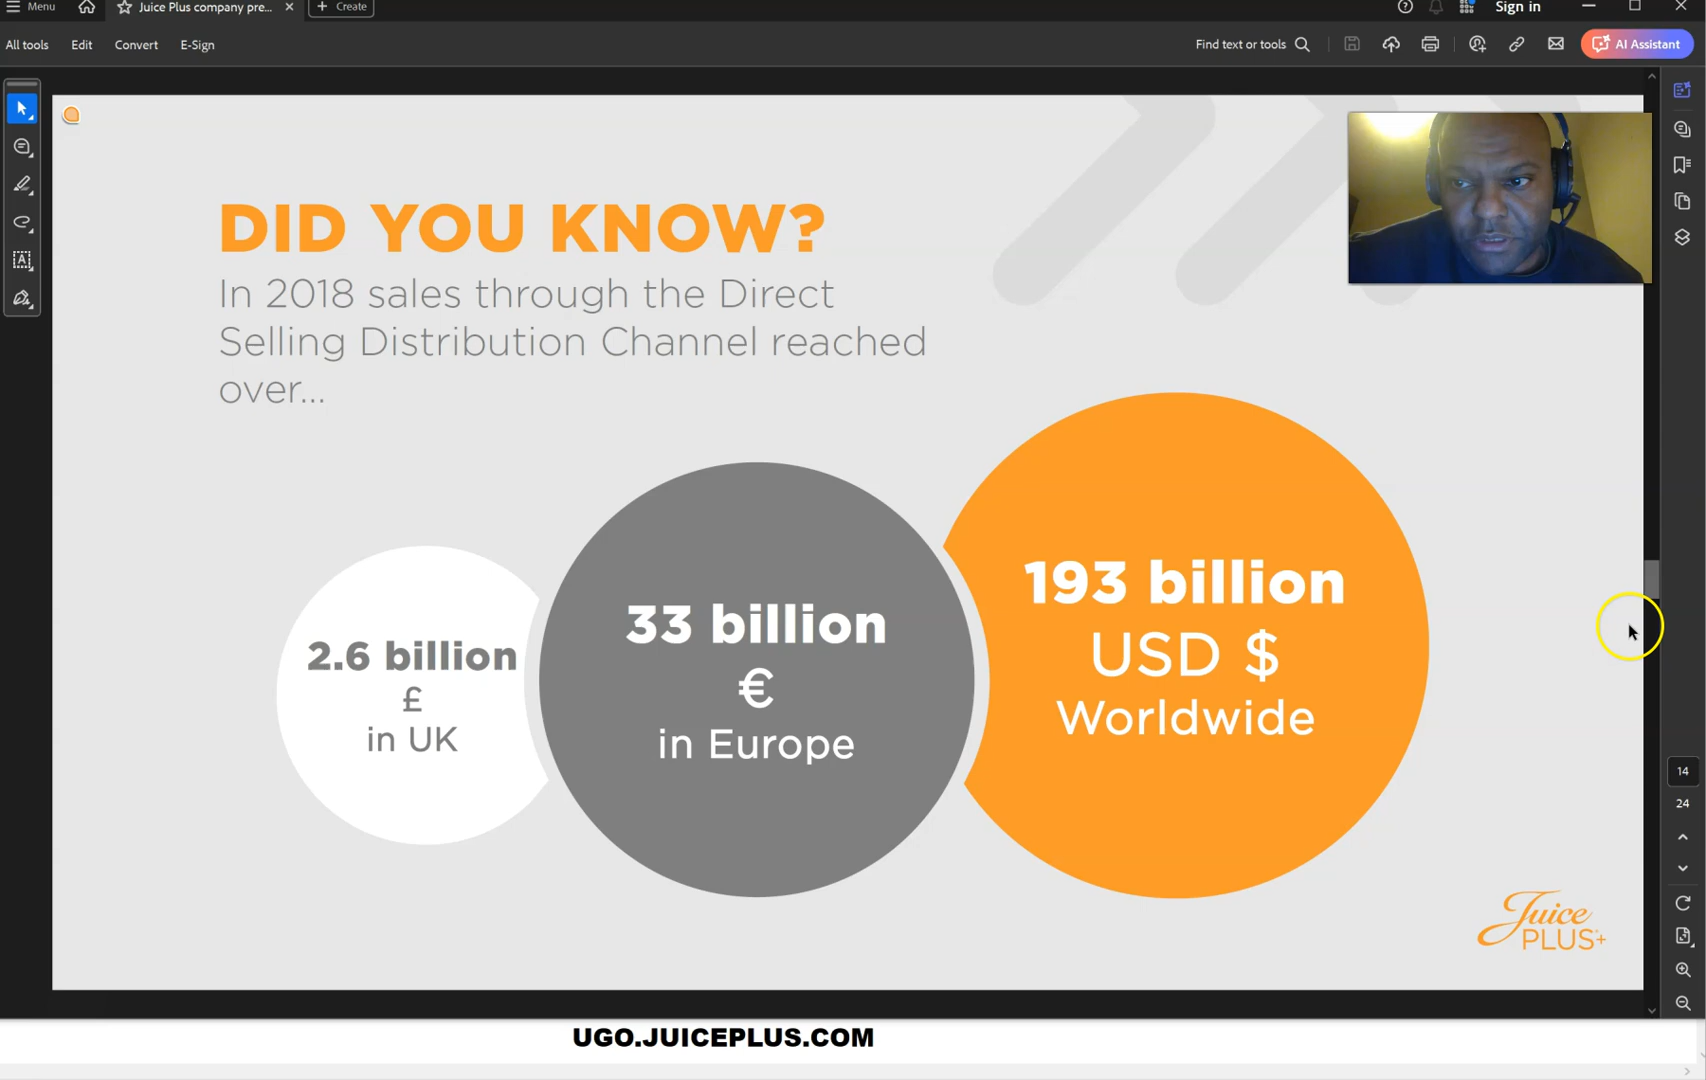 Menu
Juice Plus company pre...
Create
Sign in
All tools
Edit
Convert
E-Sign
Find text or tools
AI Assistant
DID YOU KNOW?
In 2018 sales through the Direct
Selling Distribution Channel reached
over...
2.6 billion
£
in UK
33 billion
€
in Europe
193 billion
USD $
Worldwide
14
24
Juice
PLUS+
UGO.JUICEPLUS.COM